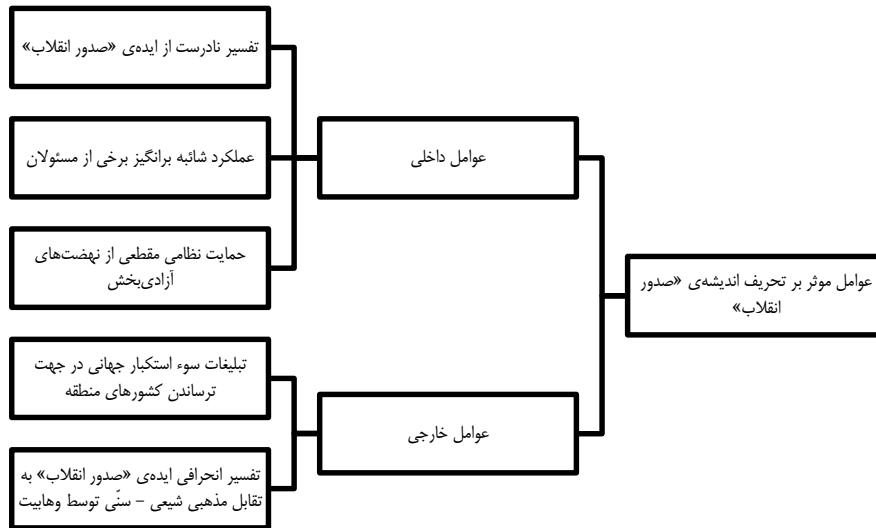 عوامل موثر بر تحریف اندیشه‌ی «صدور
انقلاب»
عوامل داخلی
تفسیر نادرست از ایده‌ی «صدور انقلاب»
عملکرد شائبه برانگیز برخی از مسئولان
حمایت نظامی مقطعی از نهضت‌های
آزادی‌بخش
عوامل خارجی
تبلیغات سوء استکبار جهانی در جهت
ترساندن کشورهای منطقه
تفسیر انحرافی ایده‌ی «صدور انقلاب» به
تقابل مذهبی شیعی – سنّی توسط وهابیت